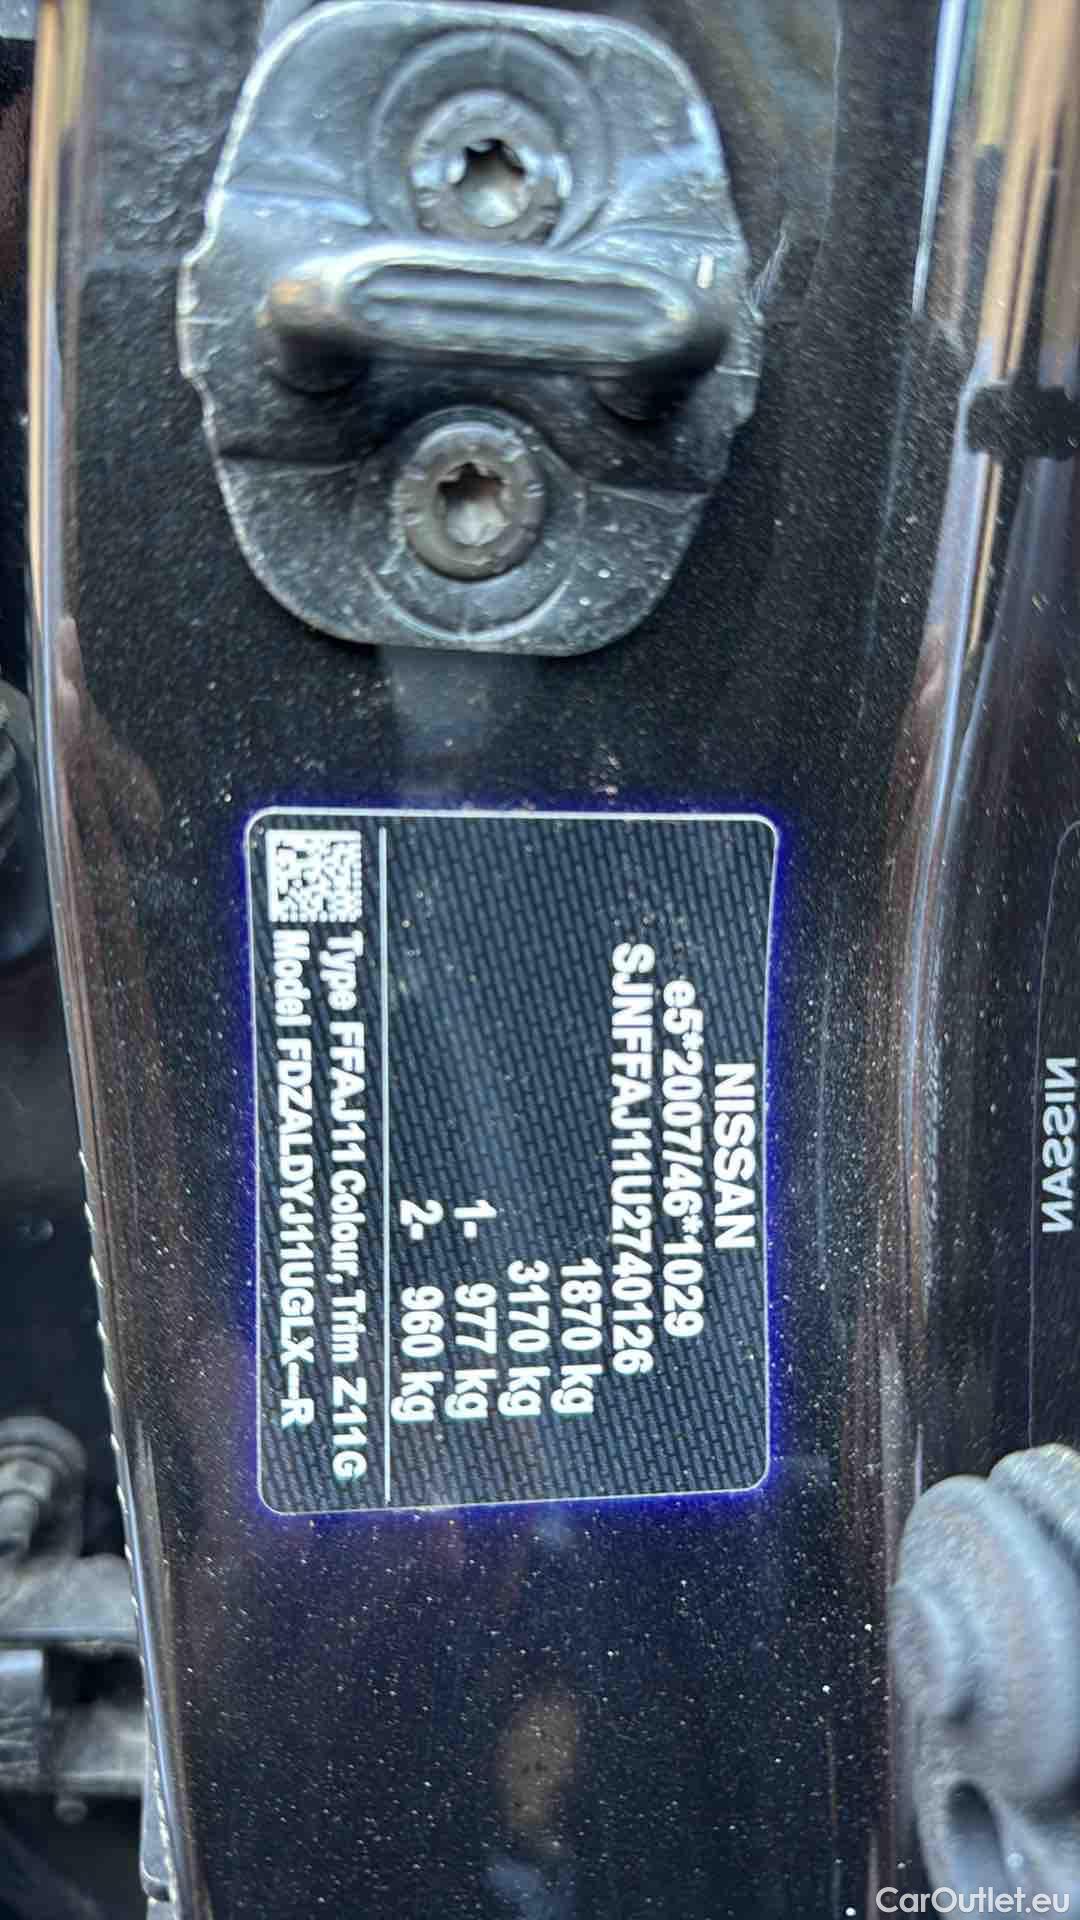 NISSAN
e5*2007/46*1029
SJNFFAJ11U2740126
1870 kg
3170 kg
1- 977 kg
2- 960 kg
Type FFAJ11 Colour,Trim Z11G
Model FDZALDYJ11UGLX—R
NISSAN
CarOutlet.eu